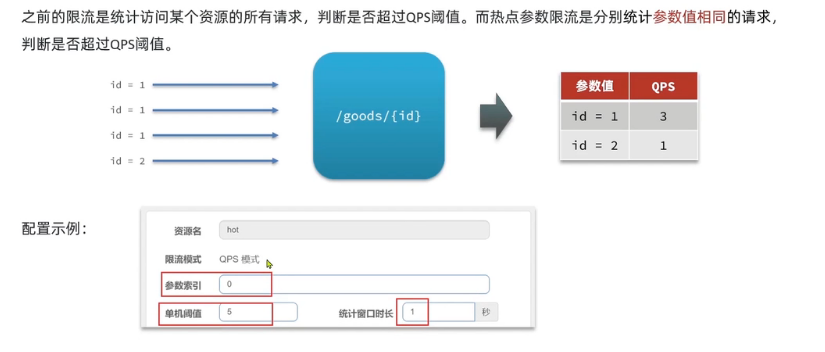 之前的限流是统计访问某个资源的所有请求，判断是否超过QPS阈值。而热点参数限流是分别统计参数值相同的请求，
判断是否超过QPS阈值。
id = 1
id = 1
id = 1
id = 2
/goods/{id}
参数值 QPS
id = 1 3
id = 2 1
配置示例：
资源名 hot
限流模式 QPS 模式
参数索引 0
单机阈值 5 统计窗口时长 1 秒